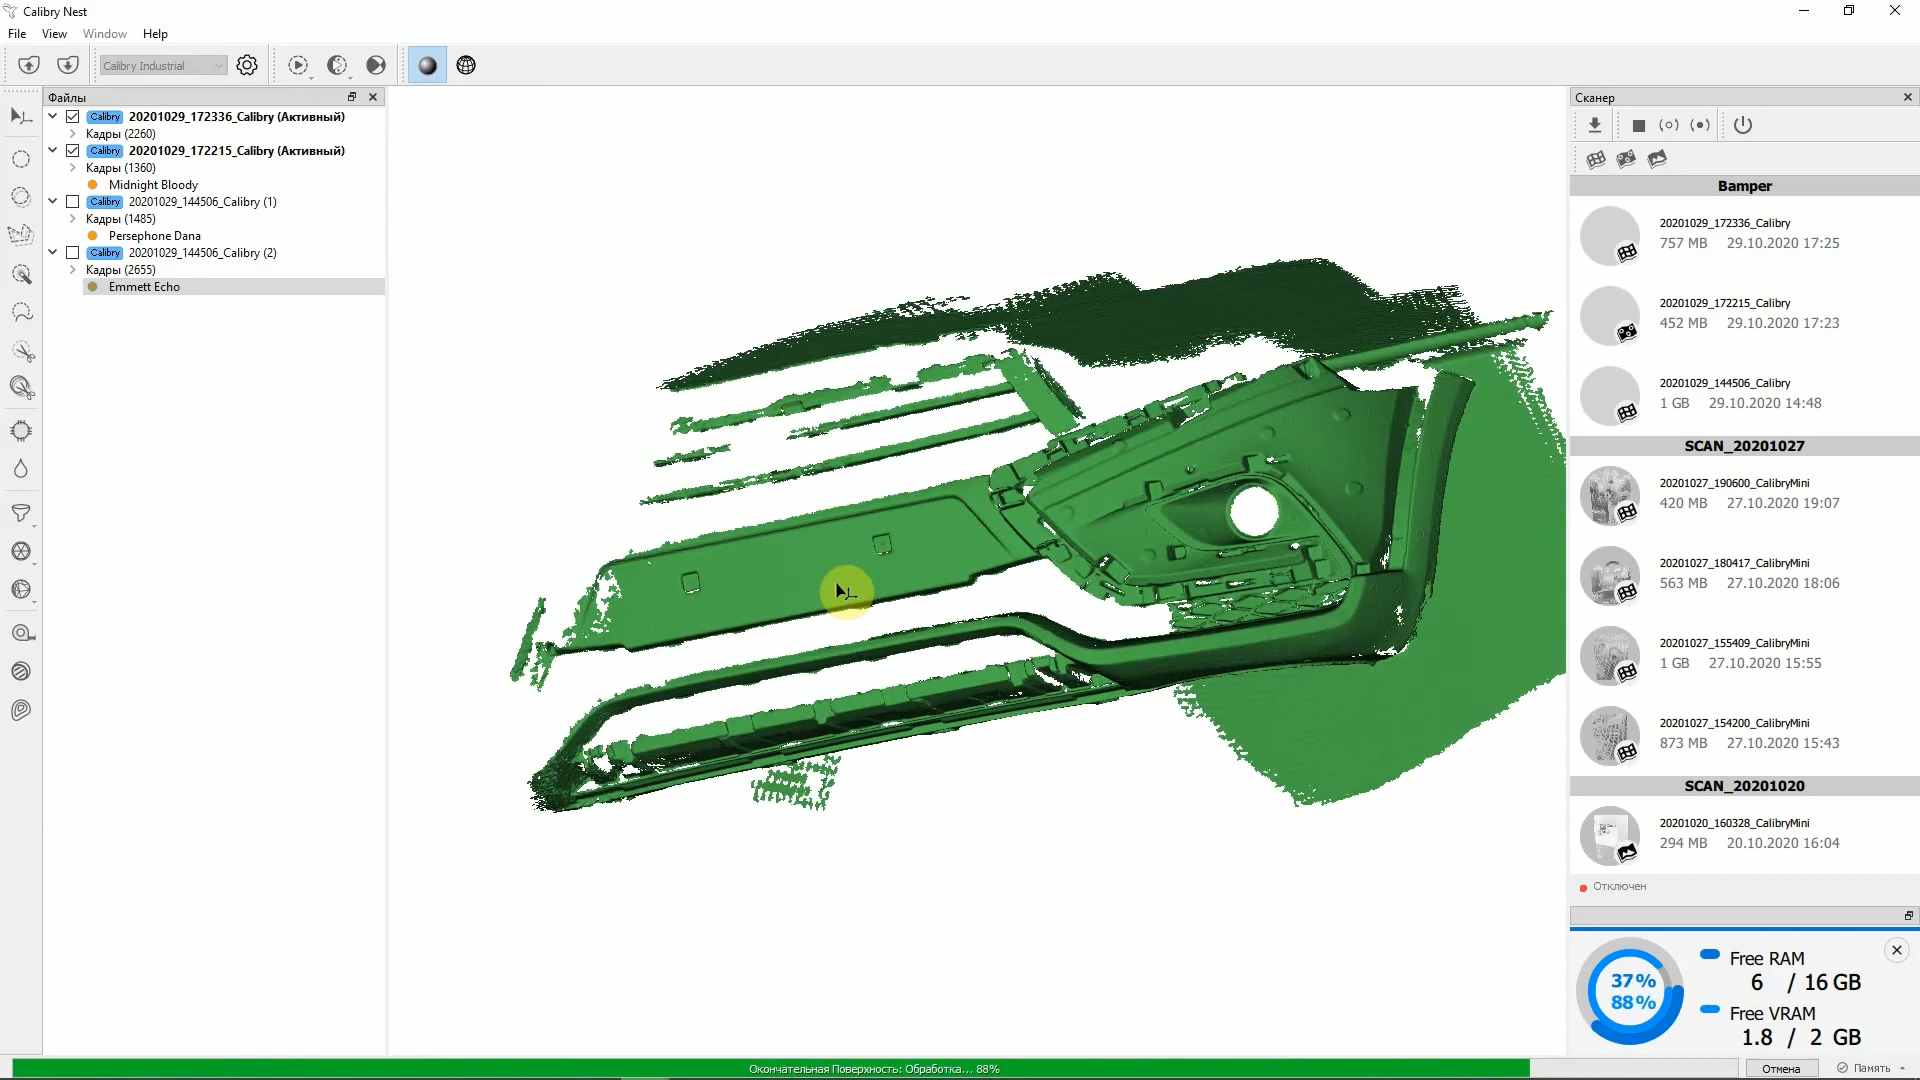 Calibry Nest
File View Window Help
Calibry Industrial
Файлы
Calibry 20201029_172336_Calibry (Активный)
Кадры (2260)
Calibry 20201029_172215_Calibry (Активный)
Кадры (1360)
Midnight Bloody
Calibry 20201029_144506_Calibry (1)
Кадры (1485)
Persephone Dana
Calibry 20201029_144506_Calibry (2)
Кадры (2655)
Emmett Echo
Сканер
Bamper
20201029_172336_Calibry
757 MB 29.10.2020 17:25
20201029_172215_Calibry
452 MB 29.10.2020 17:23
20201029_144506_Calibry
1 GB 29.10.2020 14:48
SCAN_20201027
20201027_190600_CalibryMini
420 MB 27.10.2020 19:07
20201027_180417_CalibryMini
563 MB 27.10.2020 18:06
20201027_155409_CalibryMini
1 GB 27.10.2020 15:55
20201027_154200_CalibryMini
873 MB 27.10.2020 15:43
SCAN_20201020
20201020_160328_CalibryMini
294 MB 20.10.2020 16:04
Отключен
37%
88%
Free RAM
6 / 16 GB
Free VRAM
1.8 / 2 GB
Окончательная Поверхность: Обработка... 88%
Отмена
Память